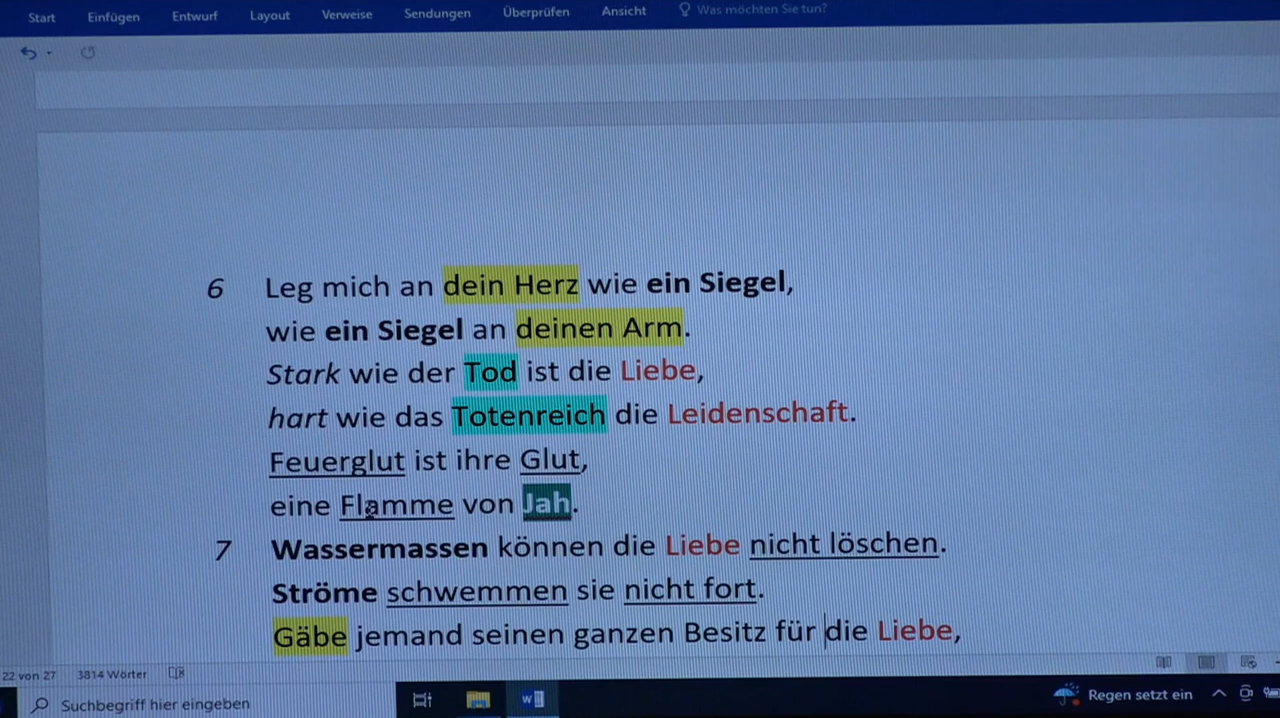 Start Einfügen Entwurf Layout Verweise Sendungen Überprüfen Ansicht Was möchten Sie tun?
6 Leg mich an dein Herz wie ein Siegel,
wie ein Siegel an deinen Arm.
Stark wie der Tod ist die Liebe,
hart wie das Totenreich die Leidenschaft.
Feuerglut ist ihre Glut,
eine Flamme von Jah.
7 Wassermassen können die Liebe nicht löschen.
Ströme schwemmen sie nicht fort.
Gäbe jemand seinen ganzen Besitz für die Liebe,
22 von 27 3814 Wörter
Suchbegriff hier eingeben
Regen setzt ein